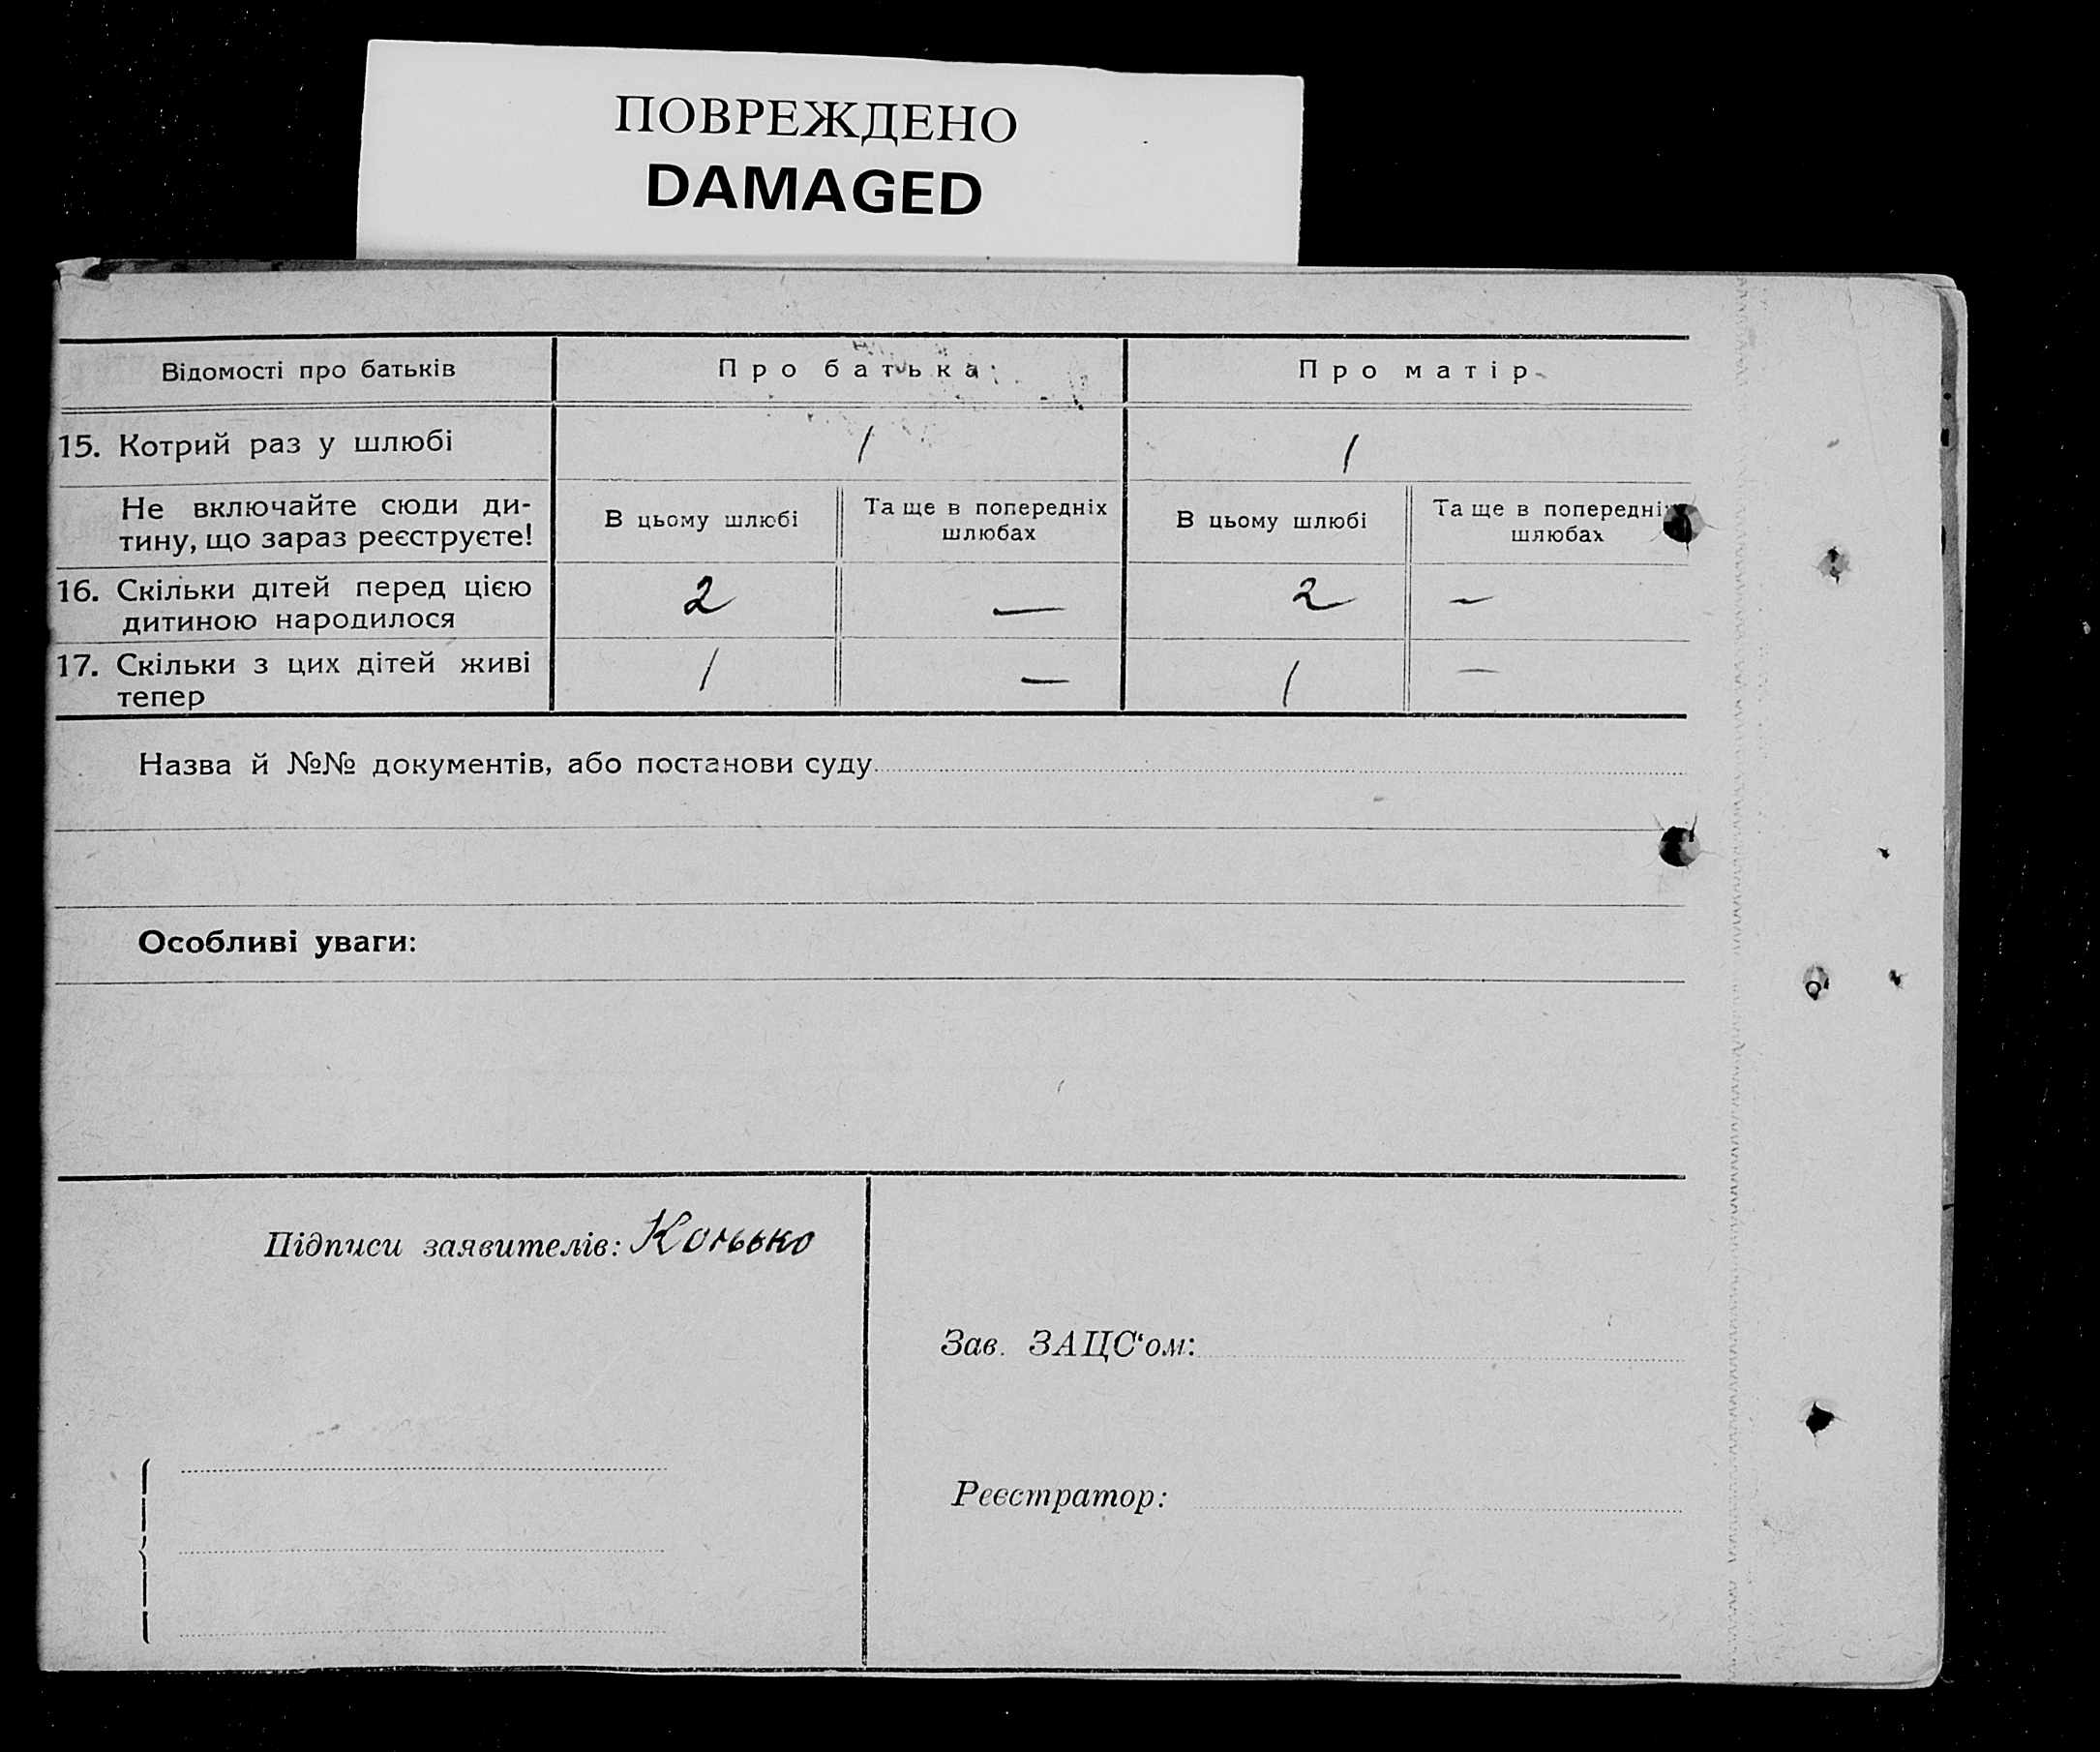 ПОВРЕЖДЕНО
DAMAGED
Відомості про батьків Про батька Про матір
15. Котрий раз у шлюбі 1 1
Не включайте сюди ди-
тину, що зараз реєструєте!
В цьому шлюбі
Та ще в попередніх
шлюбах
В цьому шлюбі
Та ще в попередніх
шлюбах
16. Скільки дітей перед цією
дитиною народилося
2 — 2 —
17. Скільки з цих дітей живі
тепер
1 — 1 —
Назва й №№ документів, або постанови суду
Особливі уваги:
Підписи заявителів: Конько
Зав. ЗАЦС‘ом:
Реєстратор: